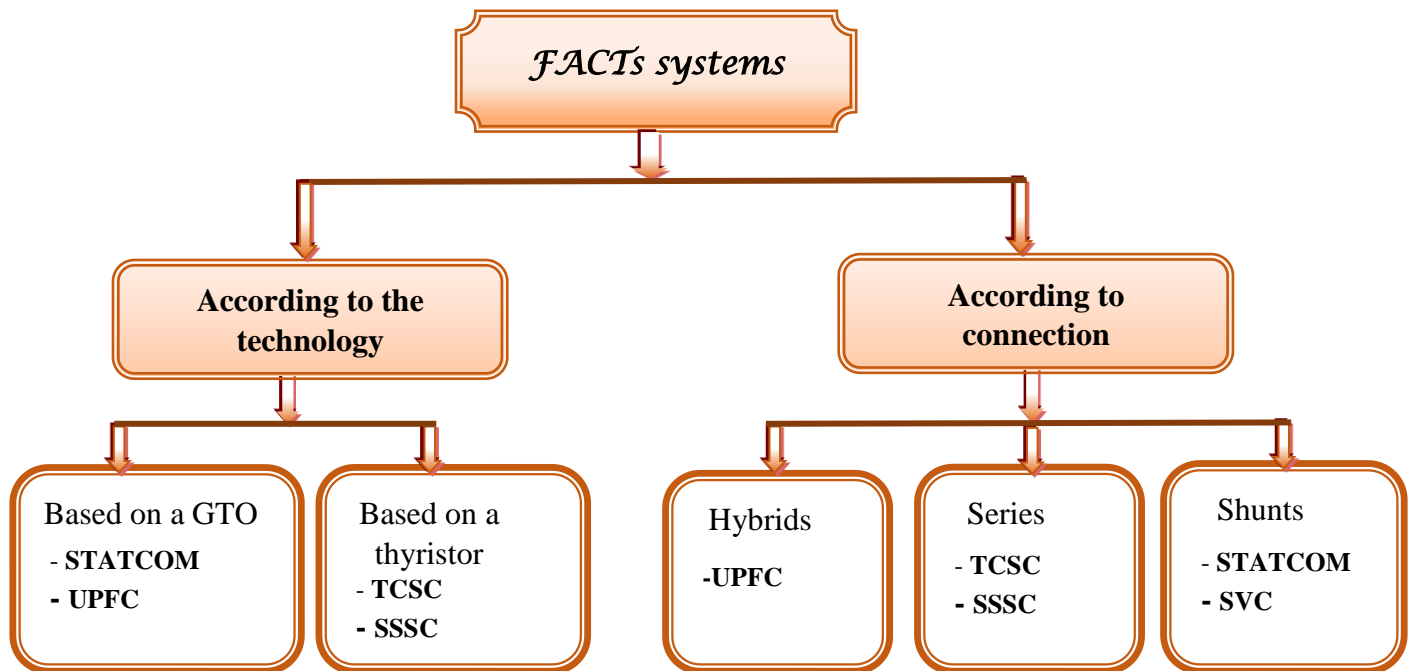 FACTs systems
According to the
technology
According to
connection
Based on a GTO
- STATCOM
- UPFC
Based on a
thyristor
- TCSC
- SSSC
Hybrids
-UPFC
Series
- TCSC
- SSSC
Shunts
- STATCOM
- SVC